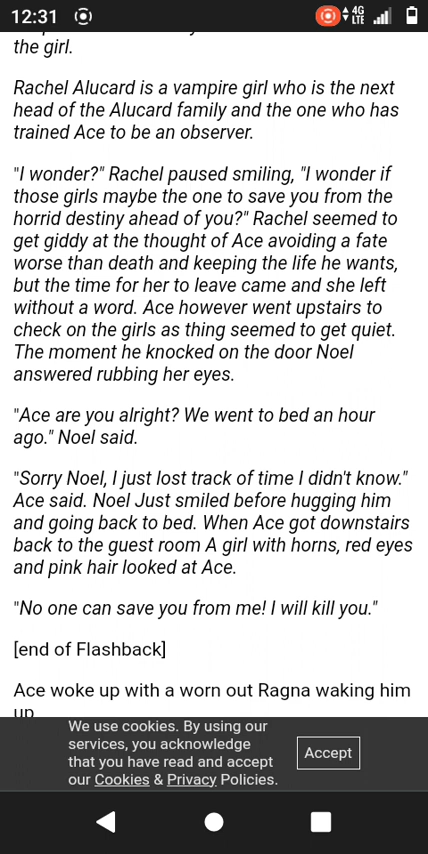 12:31
4G
LTE
the girl.
Rachel Alucard is a vampire girl who is the next
head of the Alucard family and the one who has
trained Ace to be an observer.
"I wonder?" Rachel paused smiling, "I wonder if
those girls maybe the one to save you from the
horrid destiny ahead of you?" Rachel seemed to
get giddy at the thought of Ace avoiding a fate
worse than death and keeping the life he wants,
but the time for her to leave came and she left
without a word. Ace however went upstairs to
check on the girls as thing seemed to get quiet.
The moment he knocked on the door Noel
answered rubbing her eyes.
"Ace are you alright? We went to bed an hour
ago." Noel said.
"Sorry Noel, I just lost track of time I didn't know."
Ace said. Noel Just smiled before hugging him
and going back to bed. When Ace got downstairs
back to the guest room A girl with horns, red eyes
and pink hair looked at Ace.
"No one can save you from me! I will kill you."
[end of Flashback]
Ace woke up with a worn out Ragna waking him
up
We use cookies. By using our
services, you acknowledge
that you have read and accept
our Cookies & Privacy Policies.
Accept